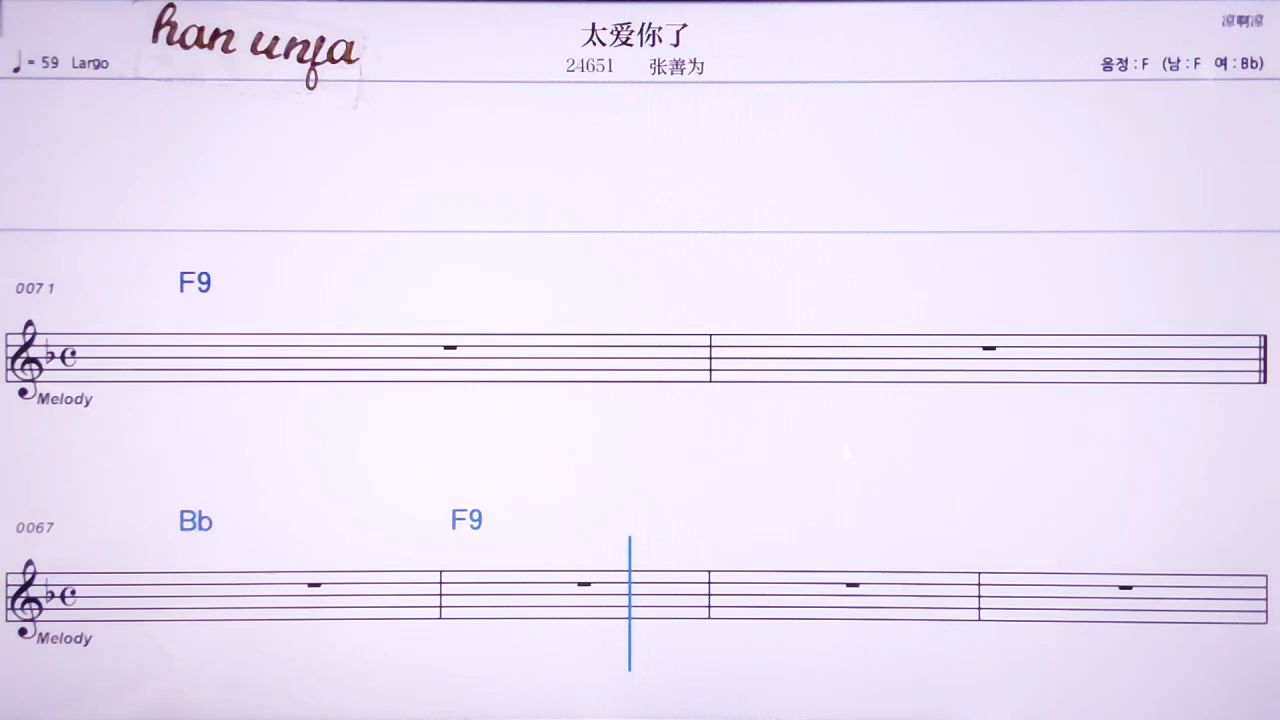 han unfa
太爱你了
凉啊凉
♩ = 59 Largo
24651 张善为
음정 : F (남 : F 여 : Bb)
0071
F9
Melody
0067
Bb F9
Melody